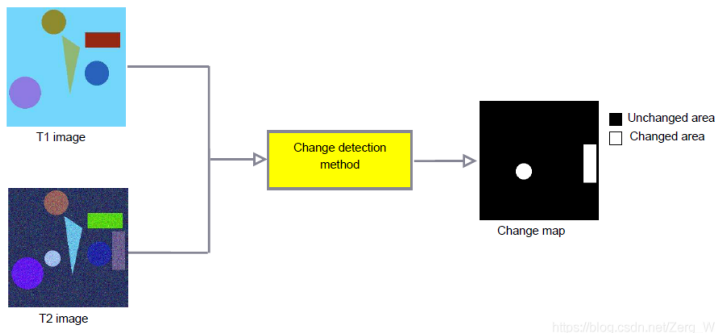 T1 image
T2 image
Change detection
method
Change map
Unchanged area
Changed area
https://blog.csdn.net/Zerg_W